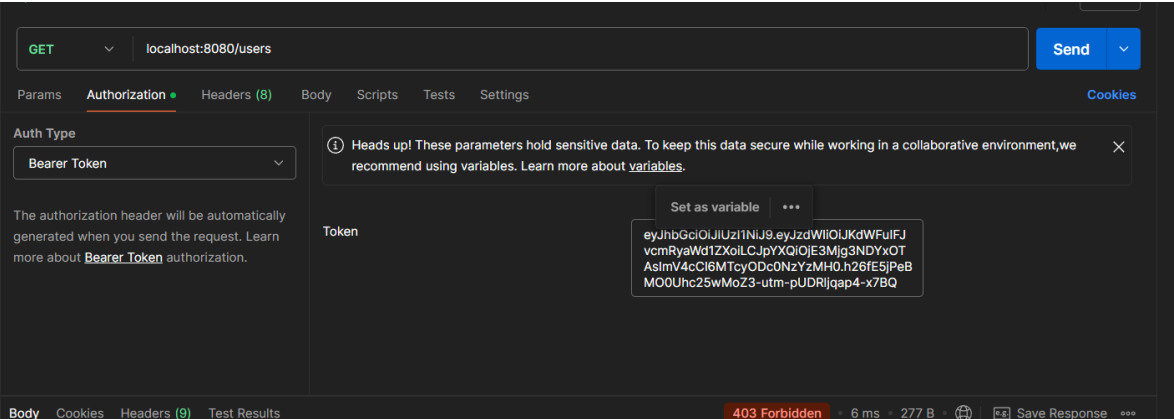 GET localhost:8080/users Send
Params Authorization Headers (8) Body Scripts Tests Settings Cookies
Auth Type
Bearer Token
The authorization header will be automatically
generated when you send the request. Learn
more about Bearer Token authorization.
Heads up! These parameters hold sensitive data. To keep this data secure while working in a collaborative environment,we
recommend using variables. Learn more about variables.
Set as variable
Token
eyJhbGciOiJIUzI1NiJ9.eyJzdWIiOiJKdWFuIFJ
vcmRyaWd1ZXoiLCJpYXQiOjE3Mjg3NDYxOT
AsImV4cCI6MTcyODc0NzYzMH0.h26fE5jPeB
MO0Uhc25wMoZ3-utm-pUDRljqap4-x7BQ
Body Cookies Headers (9) Test Results 403 Forbidden 6 ms 277 B e.g. Save Response